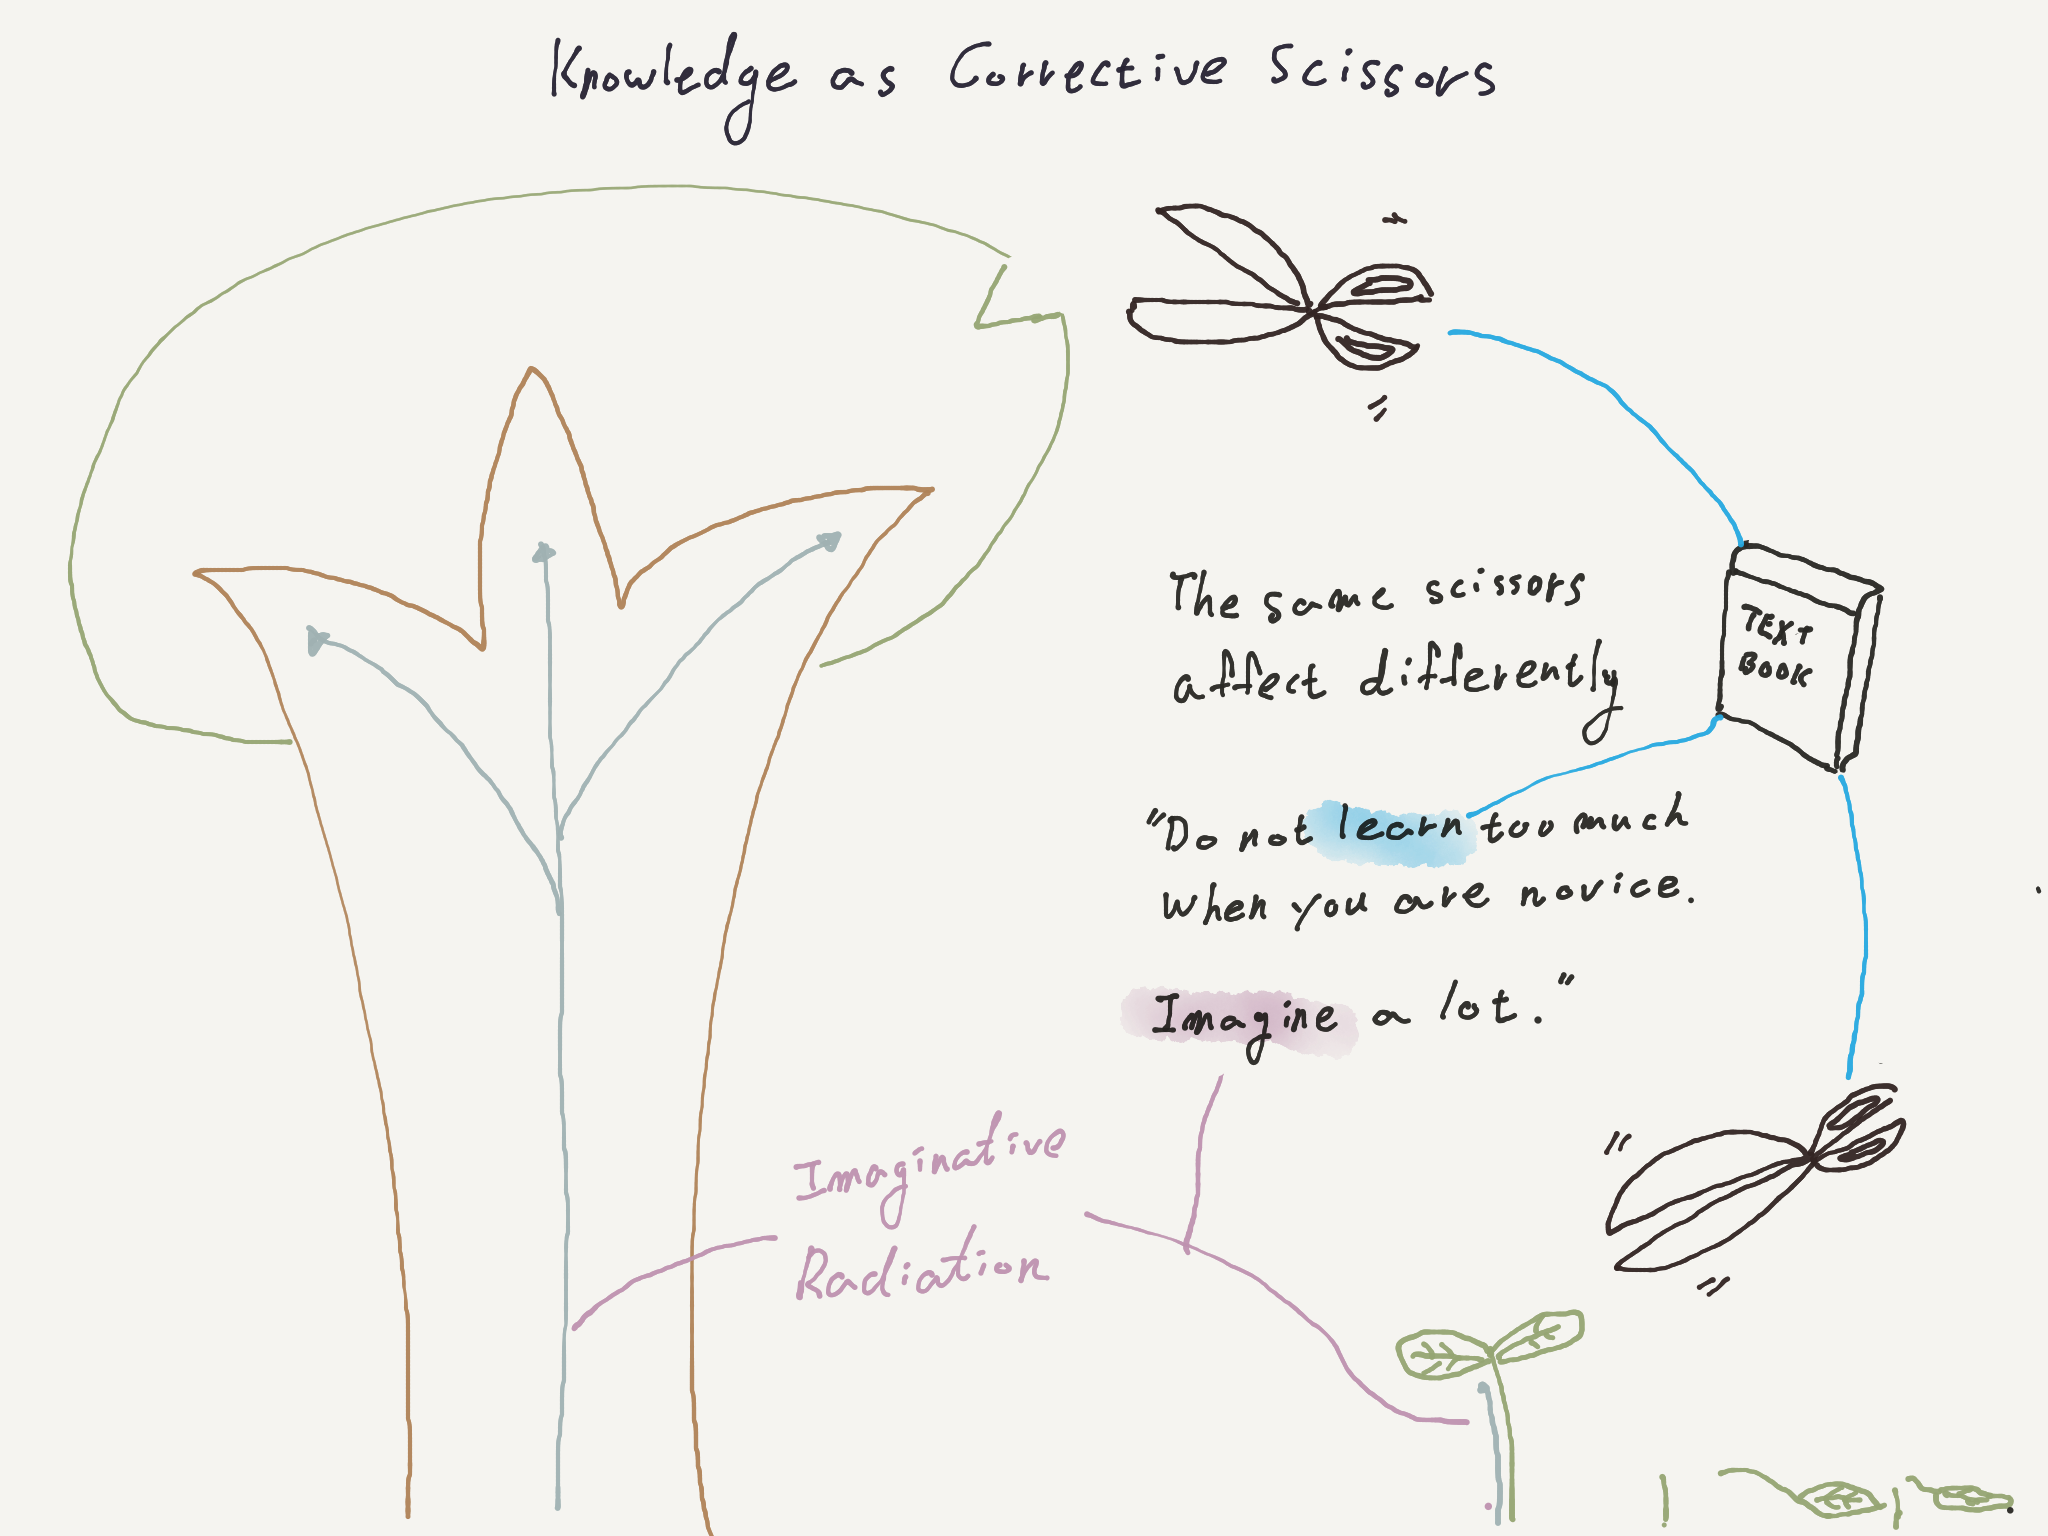 Knowledge as Corrective Scissors
The same scissors
affect differently
TEXT
BOOK
"Do not learn too much
when you are novice.
Imagine a lot."
Imaginative
Radiation